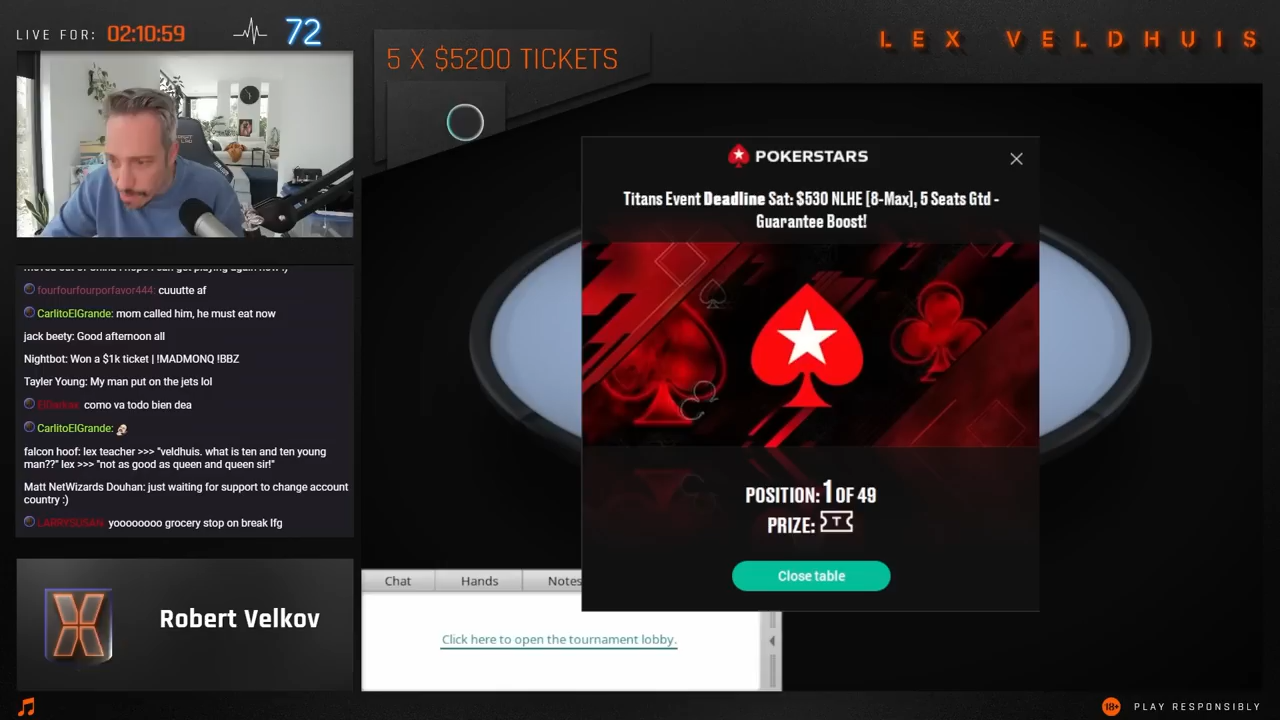 LIVE FOR: 02:10:59 72
5 X $5200 TICKETS
LEX VELDHUIS
POKERSTARS
Titans Event Deadline Sat: $530 NLHE [8-Max], 5 Seats Gtd -
Guarantee Boost!
fourfourfourporfavor444: cuuutte af
CarlitoElGrande: mom called him, he must eat now
jack beety: Good afternoon all
Nightbot: Won a $1k ticket | !MADMONQ !BBZ
Tayler Young: My man put on the jets lol
como va todo bien dea
CarlitoElGrande:
falcon hoof: lex teacher >>> "veldhuis. what is ten and ten young
man??" lex >>> "not as good as queen and queen sir!"
Matt NetWizards Douhan: just waiting for support to change account
country :)
LARRYSUSAN: yoooooooo grocery stop on break lfg
POSITION: 1 OF 49
PRIZE: T
Close table
Chat
Hands
Notes
Click here to open the tournament lobby.
Robert Velkov
18+ PLAY RESPONSIBLY